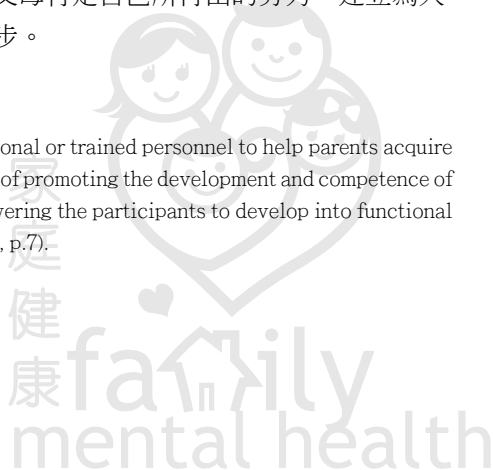 步。
onal or trained personnel to help parents acquire
of promoting the development and competence of
vering the participants to develop into functional
, p.7).
家
庭
健
康
family
mental health